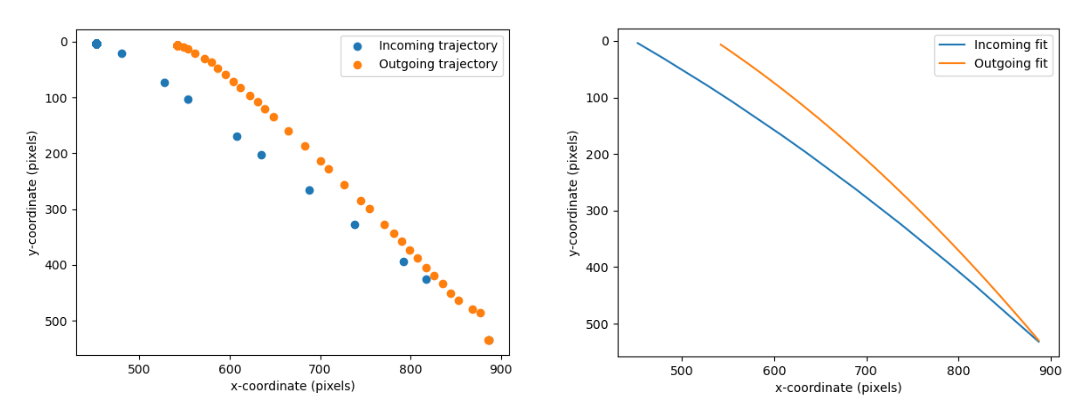 0
100
200
300
400
500
y-coordinate (pixels)
500
600
700
800
900
x-coordinate (pixels)
Incoming trajectory
Outgoing trajectory
0
100
200
300
400
500
y-coordinate (pixels)
500
600
700
800
900
x-coordinate (pixels)
Incoming fit
Outgoing fit